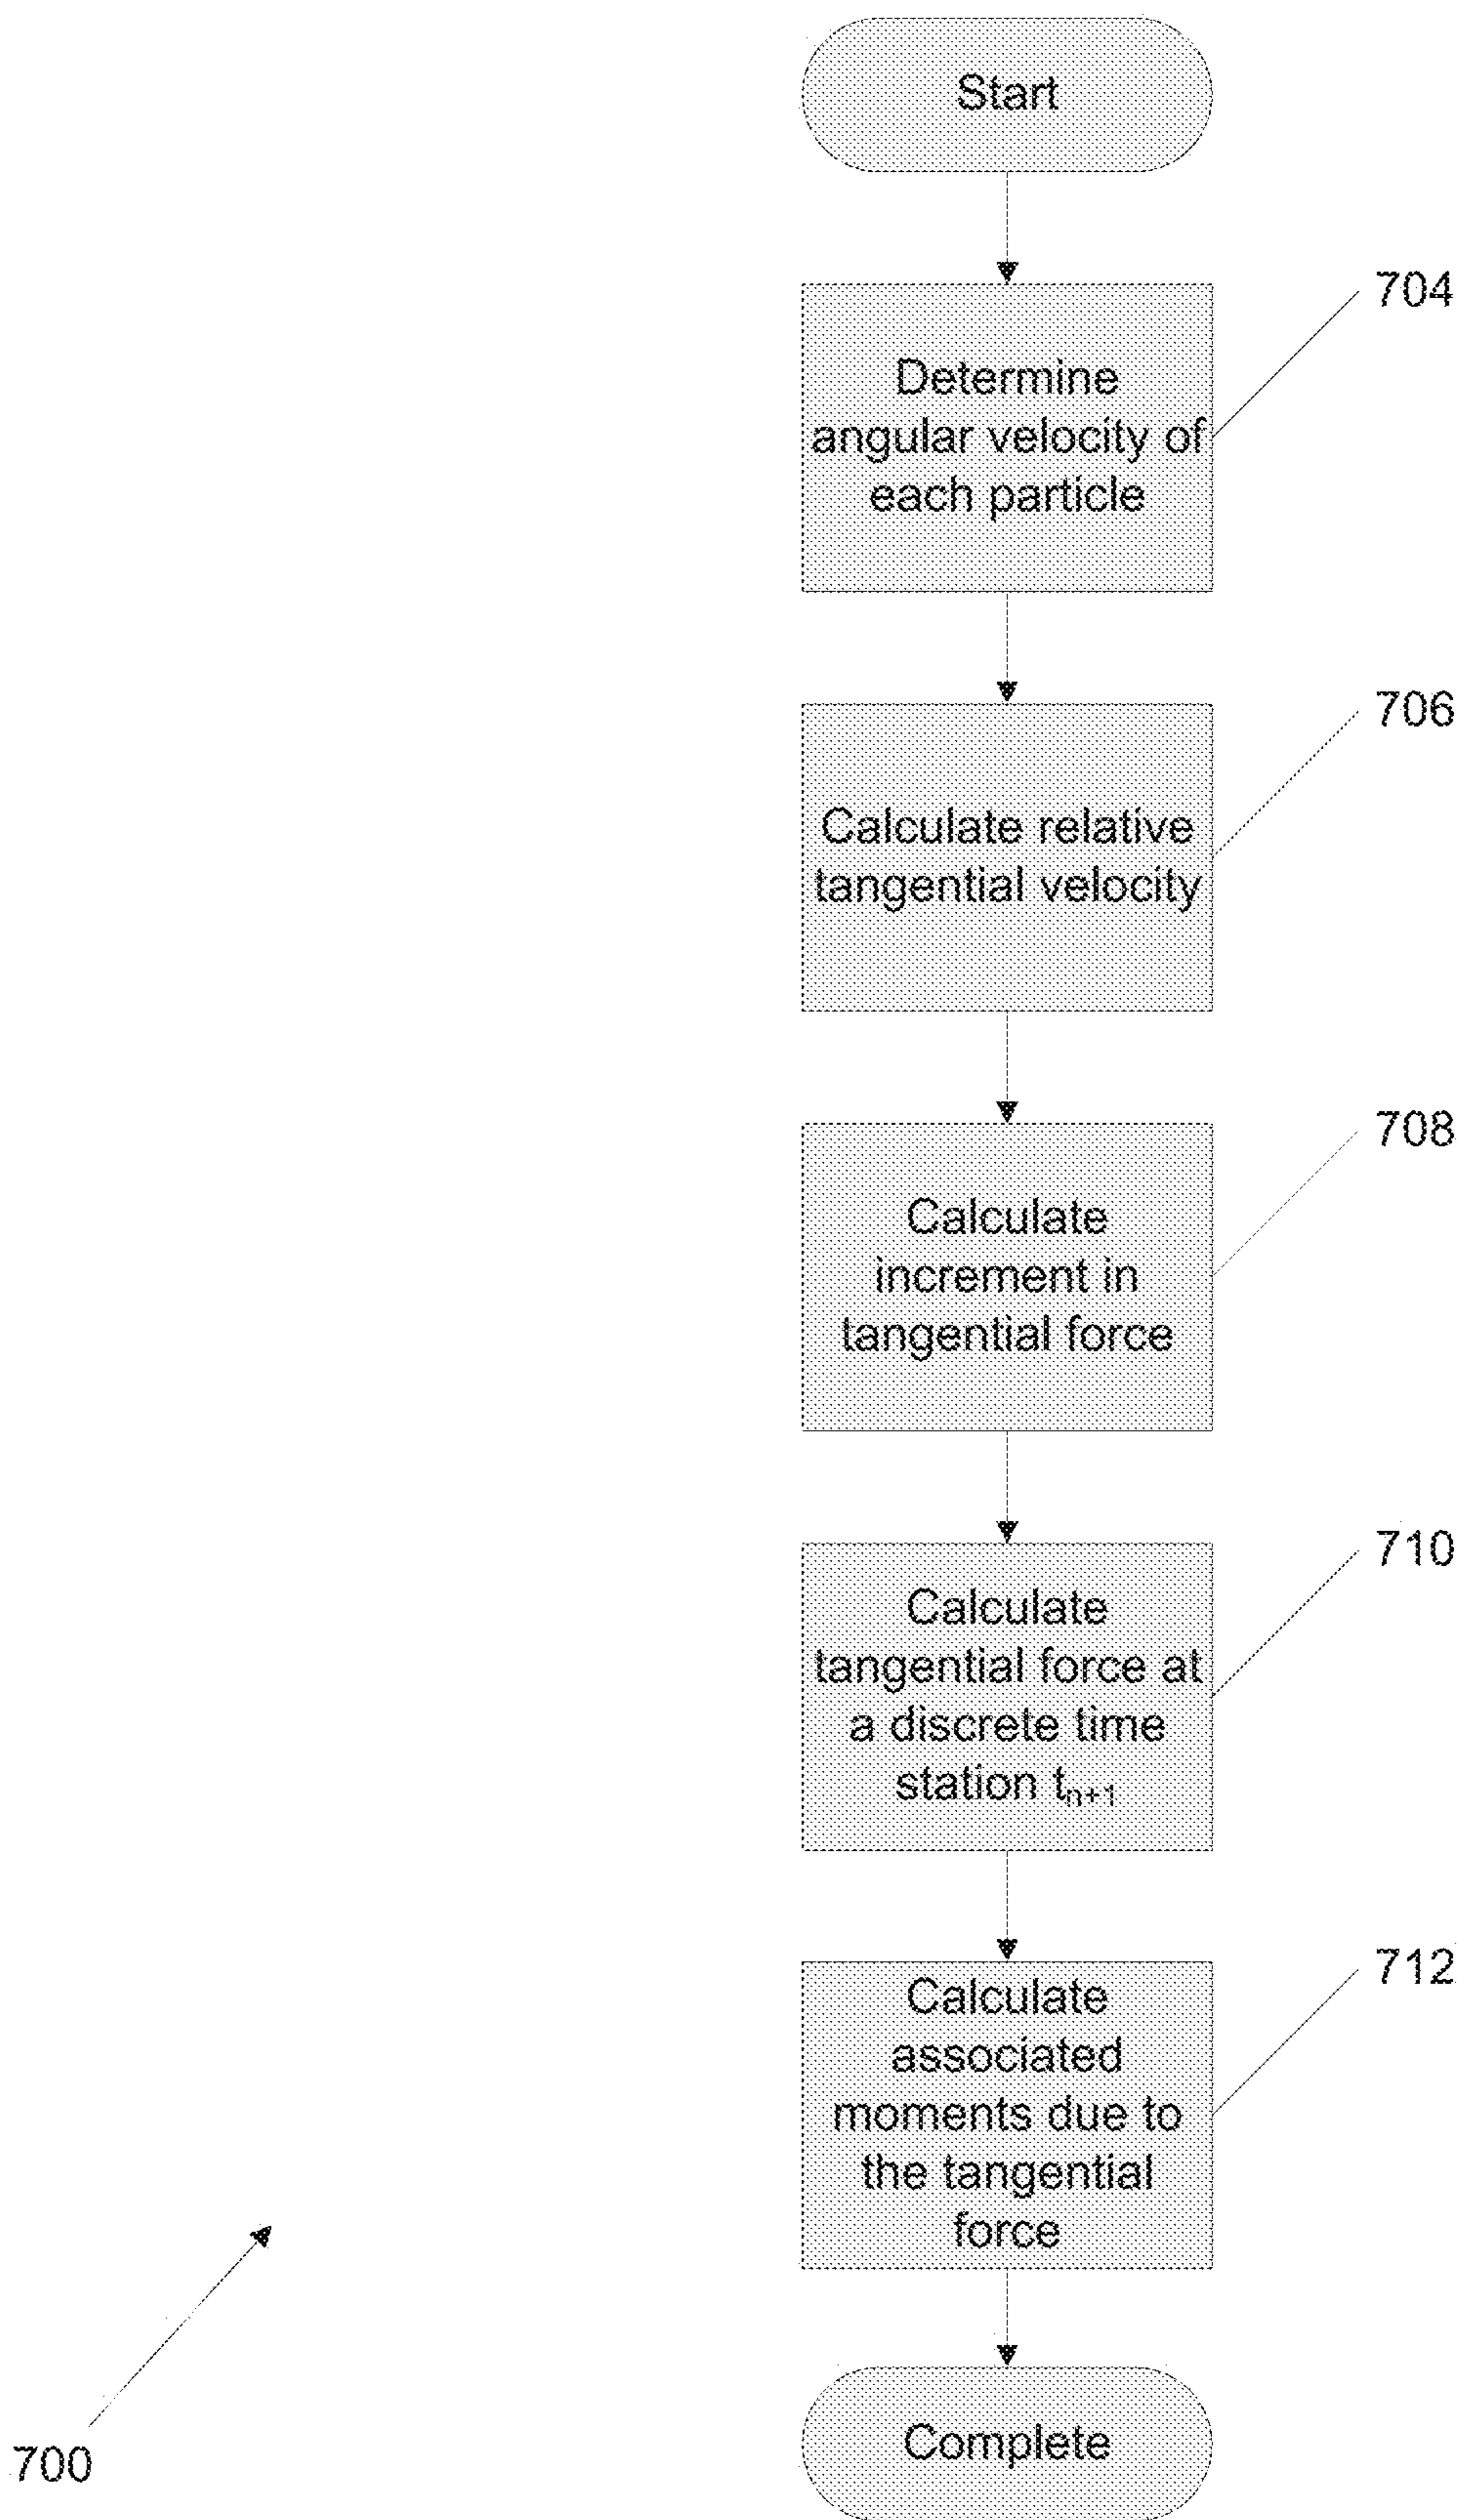 Start
704
Determine
angular velocity of
each particle
706
Calculate relative
tangential velocity
708
Calculate
increment in
tangential force
710
Calculate
tangential force at
a discrete time
station tₙ₊₁
712
Calculate
associated
moments due to
the tangential
force
Complete
700